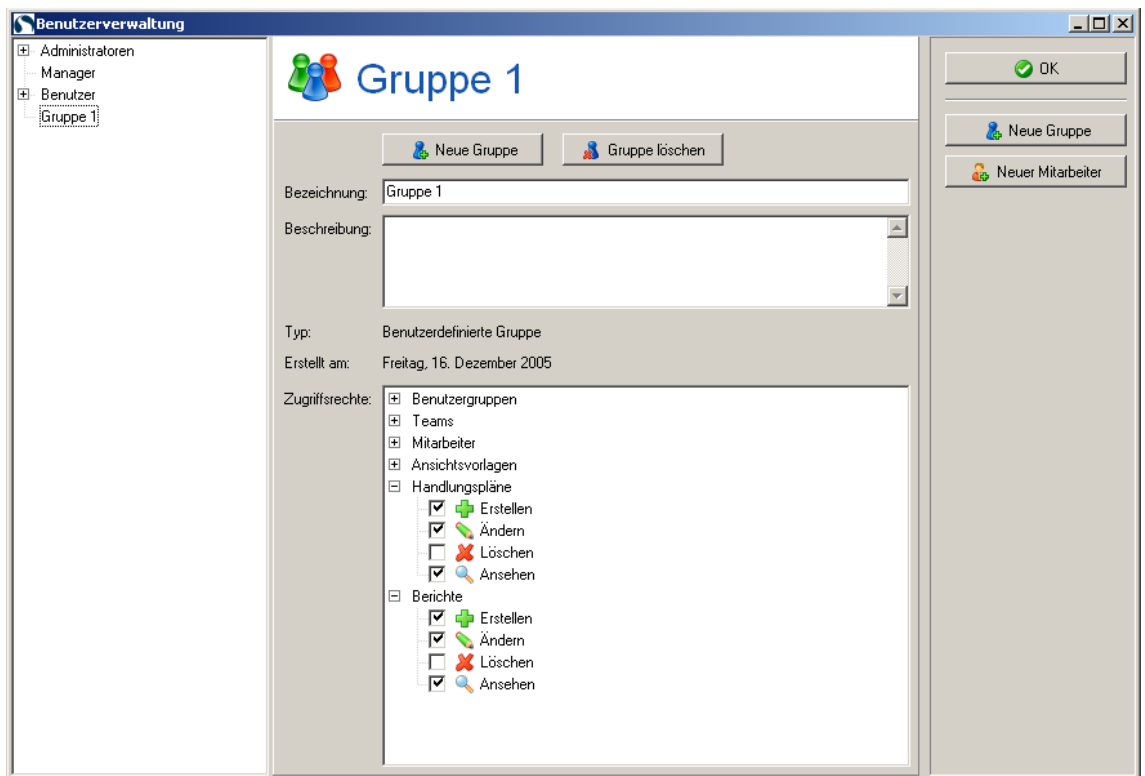 Benutzerverwaltung
Administratoren
Manager
Benutzer
Gruppe 1
Gruppe 1
Neue Gruppe
Gruppe löschen
Bezeichnung:
Gruppe 1
Beschreibung:
Typ:
Benutzerdefinierte Gruppe
Erstellt am:
Freitag, 16. Dezember 2005
Zugriffsrechte:
Benutzergruppen
Teams
Mitarbeiter
Ansichtsvorlagen
Handlungspläne
Erstellen
Ändern
Löschen
Ansehen
Berichte
Erstellen
Ändern
Löschen
Ansehen
OK
Neue Gruppe
Neuer Mitarbeiter